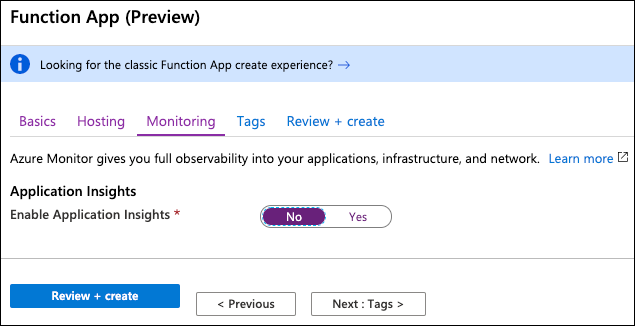 Function App (Preview)
Looking for the classic Function App create experience? →
Basics Hosting Monitoring Tags Review + create
Azure Monitor gives you full observability into your applications, infrastructure, and network. Learn more
Application Insights
Enable Application Insights * No Yes
Review + create < Previous Next : Tags >